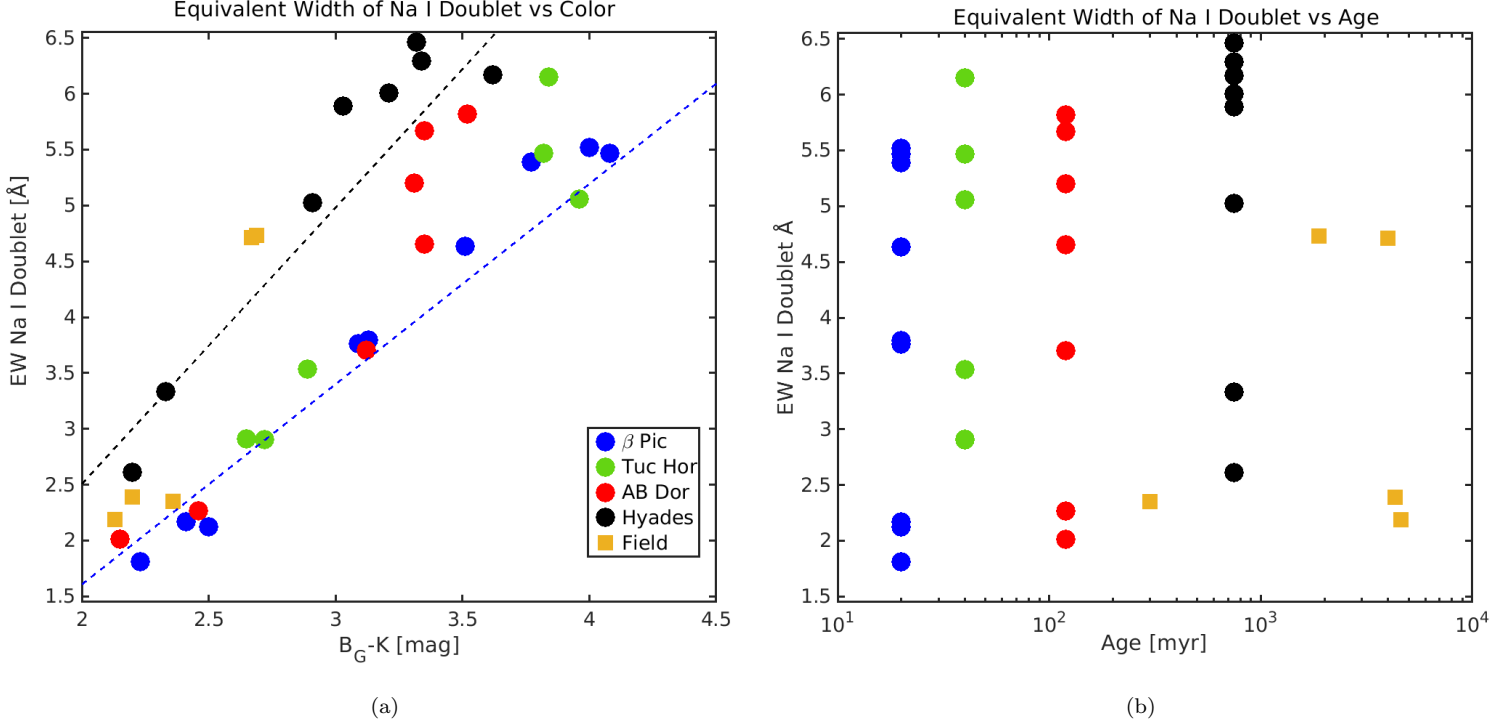 Equivalent Width of Na I Doublet vs Color
EW Na I Doublet [Å]
6.5
6
5.5
5
4.5
4
3.5
3
2.5
2
1.5
2
2.5
3
3.5
4
4.5
B_G-K [mag]
β Pic
Tuc Hor
AB Dor
Hyades
Field
(a)
Equivalent Width of Na I Doublet vs Age
EW Na I Doublet Å
6.5
6
5.5
5
4.5
4
3.5
3
2.5
2
1.5
10^1
10^2
10^3
10^4
Age [myr]
(b)